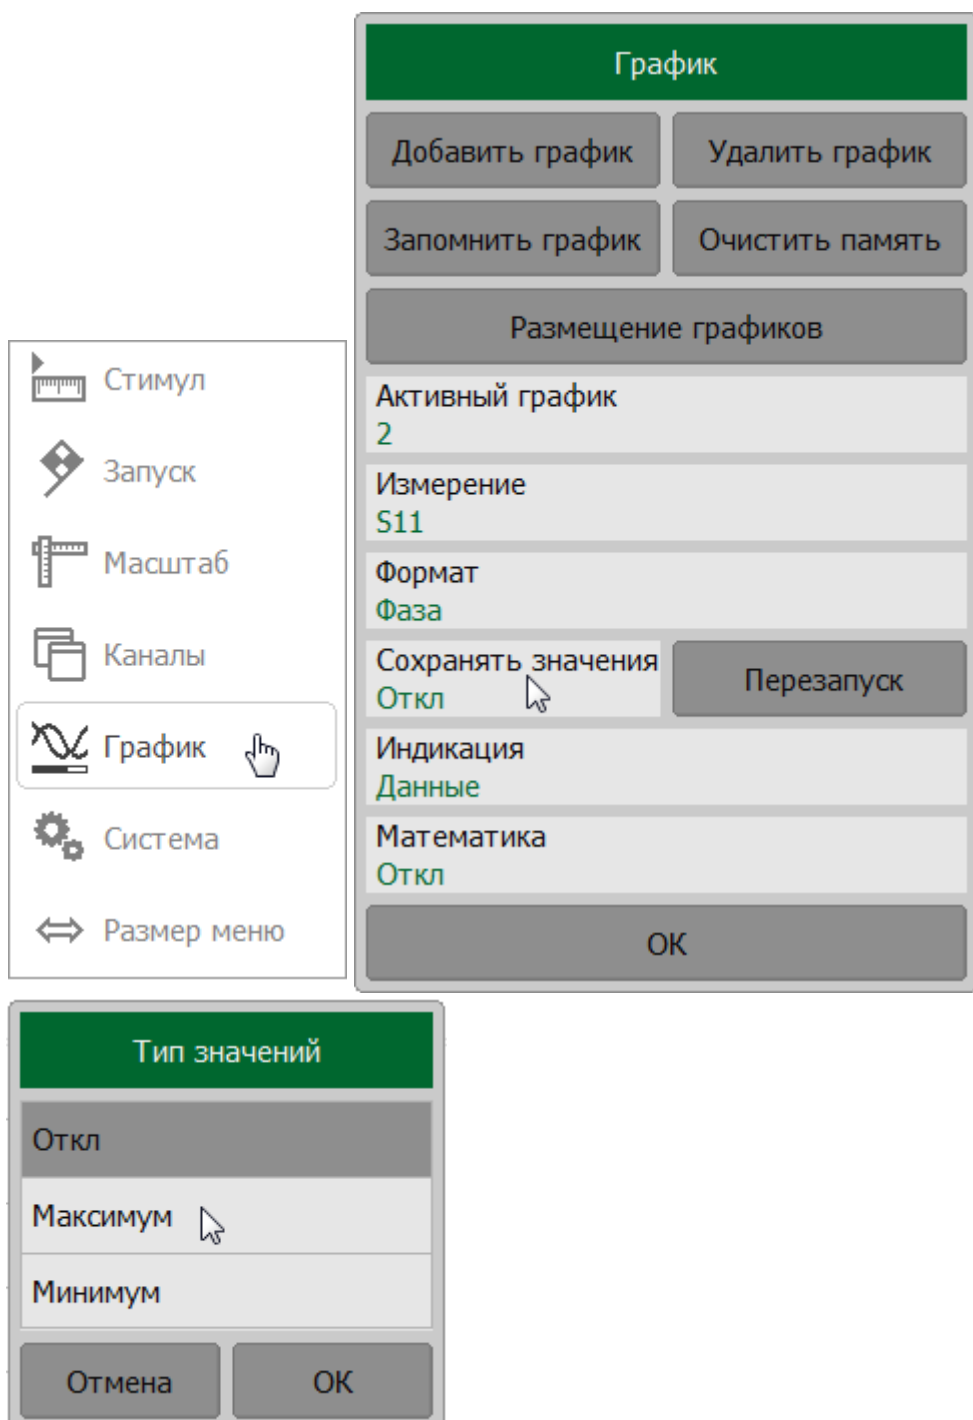 График
Добавить график
Удалить график
Запомнить график
Очистить память
Размещение графиков
Активный график
2
Измерение
S11
Формат
Фаза
Сохранять значения
Откл
Перезапуск
Индикация
Данные
Математика
Откл
ОК
Стимул
Запуск
Масштаб
Каналы
График
Система
Размер меню
Тип значений
Откл
Максимум
Минимум
Отмена
ОК